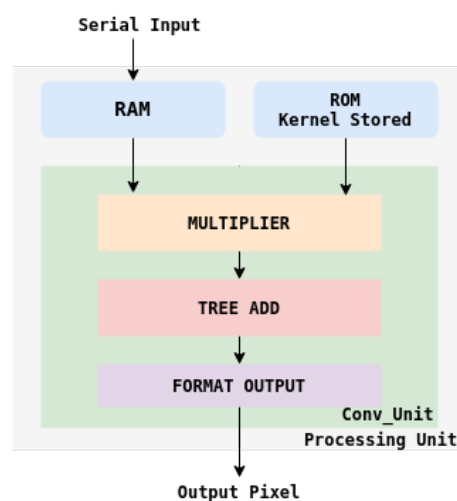 Serial Input
RAM
ROM
Kernel Stored
MULTIPLIER
TREE ADD
FORMAT OUTPUT
Conv_Unit
Processing Unit
Output Pixel